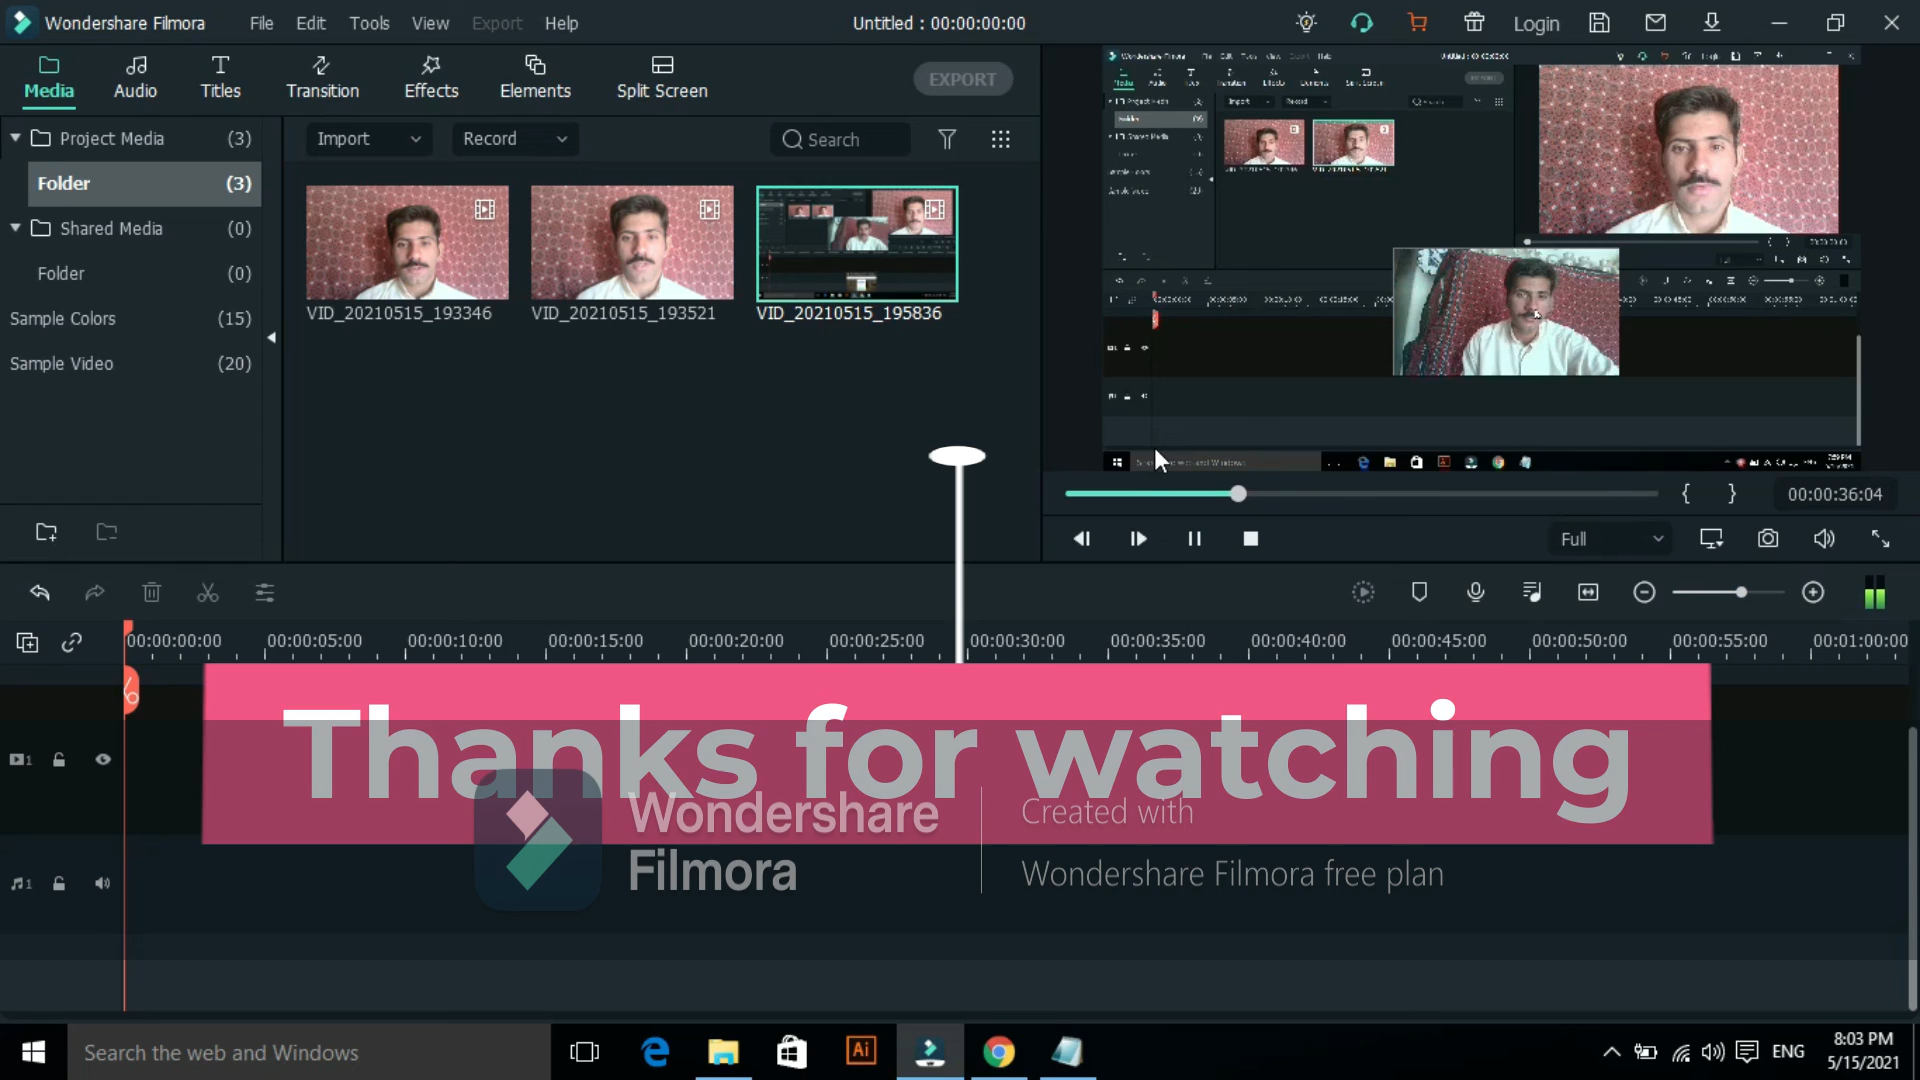 Wondershare Filmora File Edit Tools View Export Help Untitled : 00:00:00:00 Login
Media Audio Titles Transition Effects Elements Split Screen EXPORT
Project Media (3) Import Record Search
Folder (3)
Shared Media (0)
Folder (0)
Sample Colors (15)
Sample Video (20)
VID_20210515_193346 VID_20210515_193521 VID_20210515_195836
{ } 00:00:36:04
Full
00:00:00:00 00:00:05:00 00:00:10:00 00:00:15:00 00:00:20:00 00:00:25:00 00:00:30:00 00:00:35:00 00:00:40:00 00:00:45:00 00:00:50:00 00:00:55:00 00:01:00:00
Thanks for watching
1
Wondershare
Filmora
Created with
Wondershare Filmora free plan
1
Search the web and Windows
Ai
ENG
8:03 PM
5/15/2021